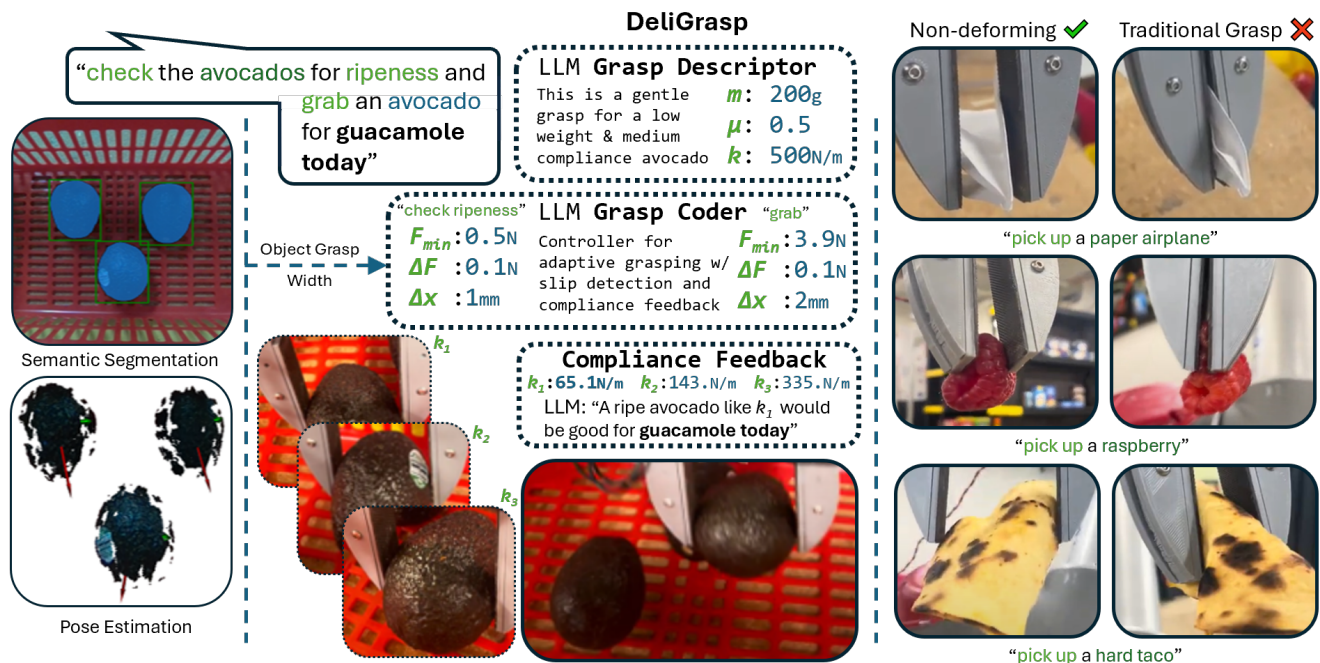 DeliGrasp
"check the avocados for ripeness and
grab an avocado
for guacamole
today"
Semantic Segmentation
Pose Estimation
Object Grasp
Width
LLM Grasp Descriptor
This is a gentle
grasp for a low
weight & medium
compliance avocado
m: 200g
μ: 0.5
k: 500N/m
"check ripeness"
F_min:0.5N
ΔF :0.1N
Δx :1mm
LLM Grasp Coder
Controller for
adaptive grasping w/
slip detection and
compliance feedback
"grab"
F_min:3.9N
ΔF :0.1N
Δx :2mm
k₁
k₂
k₃
Compliance Feedback
k₁:65.1N/m k₂:143.N/m k₃:335.N/m
LLM: "A ripe avocado like k₁ would
be good for guacamole today"
Non-deforming ✓
Traditional Grasp ✗
"pick up a paper airplane"
"pick up a raspberry"
"pick up a hard taco"